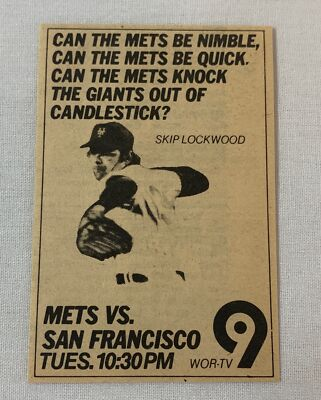 CAN THE METS BE NIMBLE,
CAN THE METS BE QUICK.
CAN THE METS KNOCK
THE GIANTS OUT OF
CANDLESTICK?
SKIP LOCKWOOD
METS VS.
SAN FRANCISCO
TUES. 10:30PM
WOR-TV
9